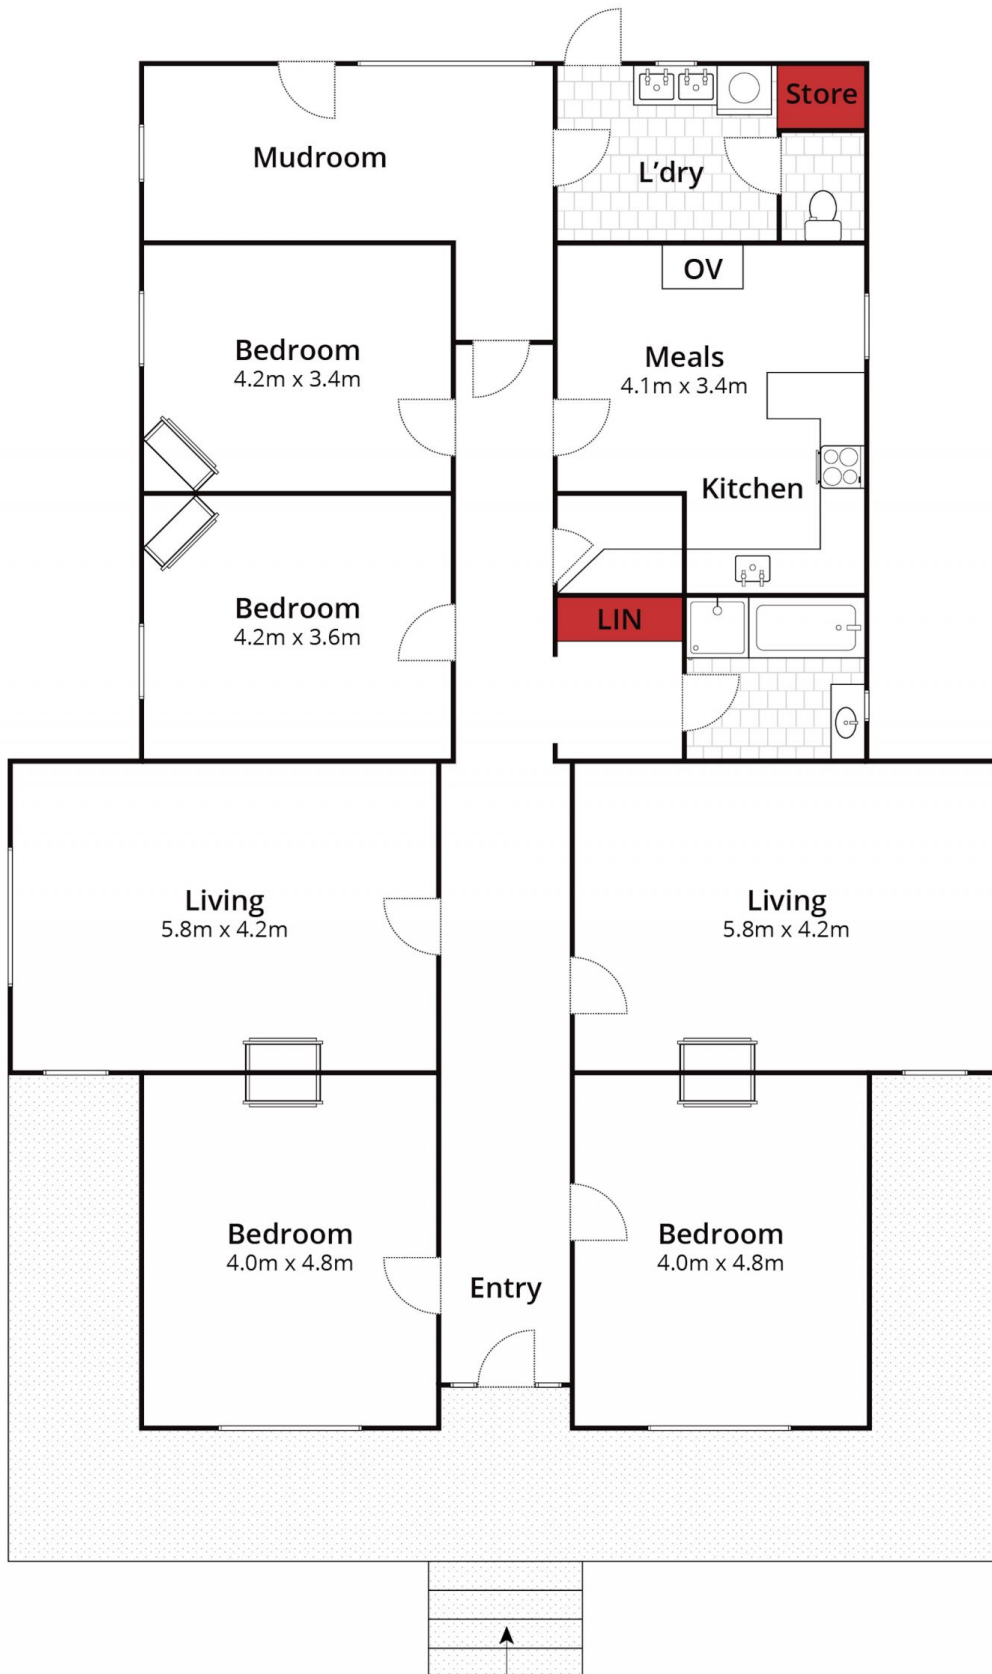 Store
Mudroom
L'dry
OV
Bedroom
4.2m x 3.4m
Meals
4.1m x 3.4m
Kitchen
Bedroom
4.2m x 3.6m
LIN
Living
5.8m x 4.2m
Living
5.8m x 4.2m
Bedroom
4.0m x 4.8m
Bedroom
4.0m x 4.8m
Entry